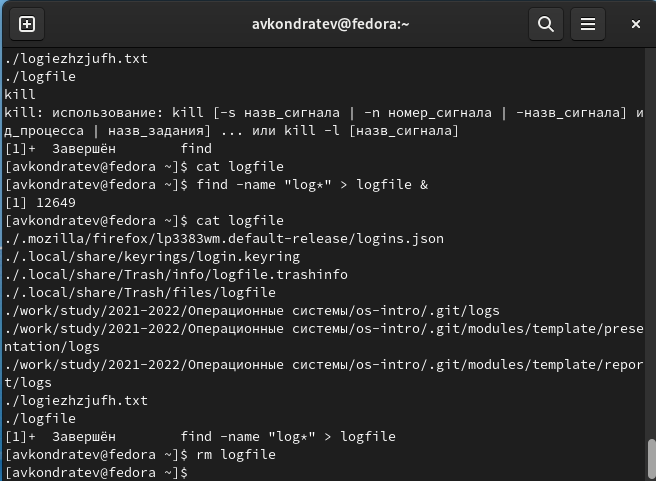 avkondratev@fedora:~
./logiezhzjufh.txt
./logfile
kill
kill: использование: kill [-s назв_сигнала | -n номер_сигнала | -назв_сигнала] и
д_процесса | назв_задания] ... или kill -l [назв_сигнала]
[1]+  Завершён        find
[avkondratev@fedora ~]$ cat logfile
[avkondratev@fedora ~]$ find -name "log*" > logfile &
[1] 12649
[avkondratev@fedora ~]$ cat logfile
./.mozilla/firefox/lp3383wm.default-release/logins.json
./.local/share/keyrings/login.keyring
./.local/share/Trash/info/logfile.trashinfo
./.local/share/Trash/files/logfile
./work/study/2021-2022/Операционные системы/os-intro/.git/logs
./work/study/2021-2022/Операционные системы/os-intro/.git/modules/template/prese
ntation/logs
./work/study/2021-2022/Операционные системы/os-intro/.git/modules/template/repor
t/logs
./logiezhzjufh.txt
./logfile
[1]+  Завершён        find -name "log*" > logfile
[avkondratev@fedora ~]$ rm logfile
[avkondratev@fedora ~]$